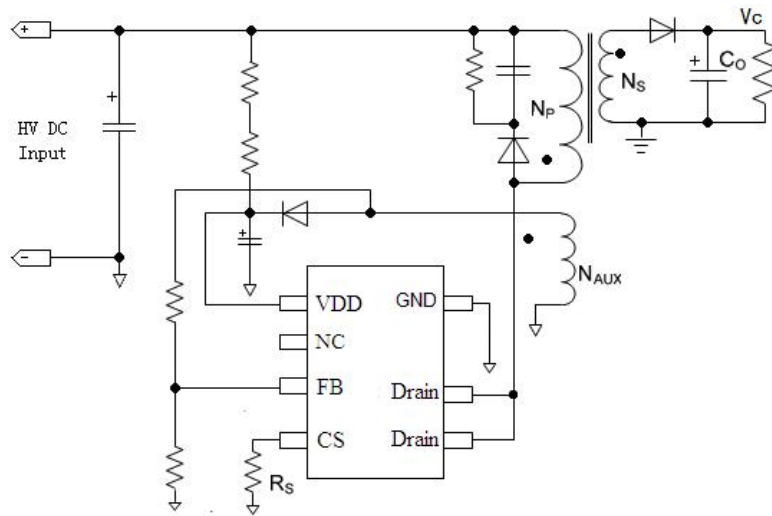 +
VC
+
CO
NS
NP
+
HV DC
Input
-
+
NAUX
VDD
GND
NC
FB
Drain
CS
Drain
RS